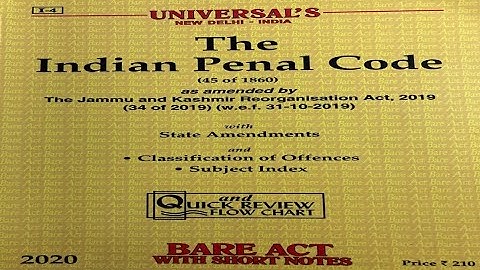 I-4
UNIVERSAL'S
NEW DELHI - INDIA
The
Indian Penal Code
(45 of 1860)
as amended by
The Jammu and Kashmir Reorganisation Act, 2019
(34 of 2019) (w.e.f. 31-10-2019)
with
State Amendments
and
• Classification of Offences
• Subject Index
and
QUICK REVIEW
FLOW CHART
2020
BARE ACT
WITH SHORT NOTES
Price ₹ 210